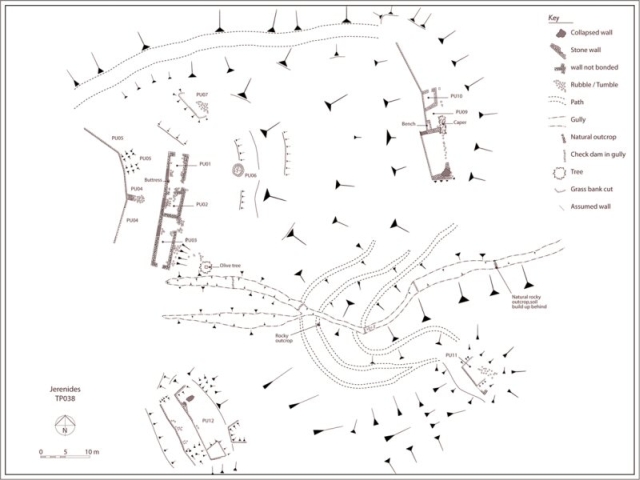 Key
Collapsed wall
Stone wall
wall not bonded
Rubble / Tumble
Path
Gully
Natural outcrop
Check dam in gully
Tree
Grass bank cut
Assumed wall
PU07
PU10
PU09
Bench
Caper
PU05
PU05
PU01
PU06
Buttress
PU04
PU02
PU04
PU03
Olive tree
Natural rocky
outcrop;soil
build up behind
Rocky
outcrop
PU11
Jerenides
TP038
PU12
N
0 5 10 m